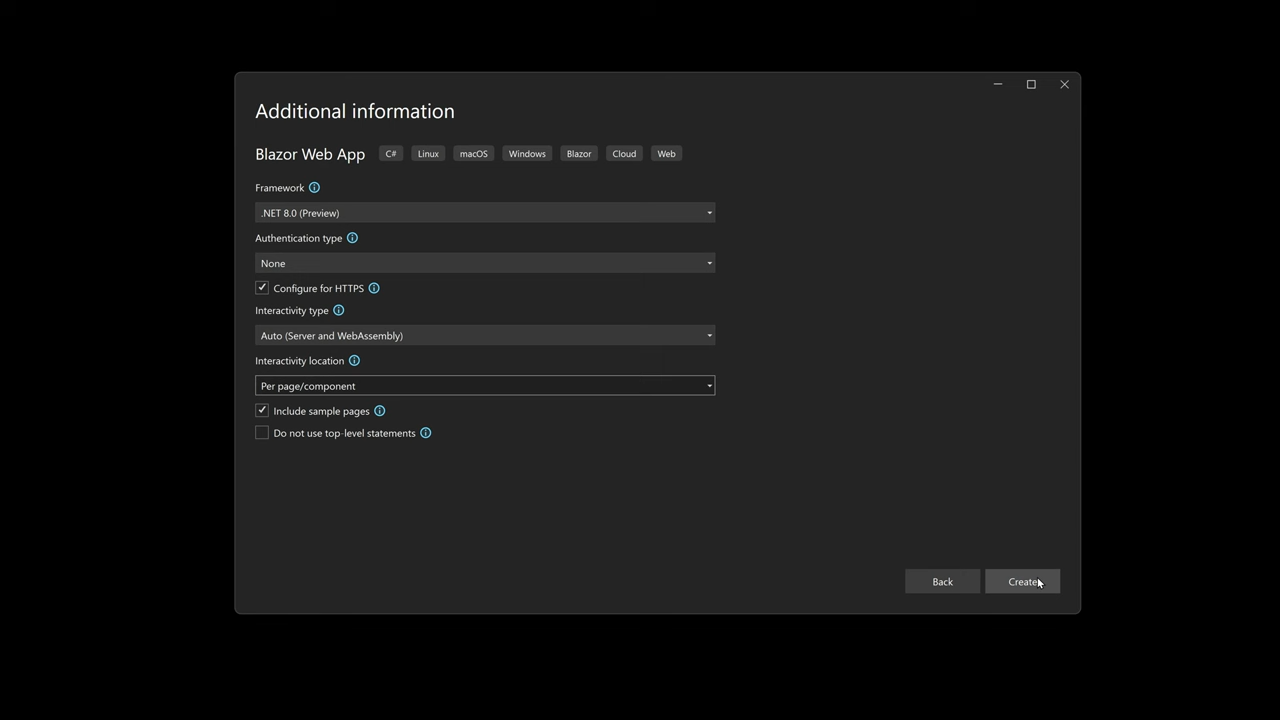 Additional information
Blazor Web App C# Linux macOS Windows Blazor Cloud Web
Framework
.NET 8.0 (Preview)
Authentication type
None
Configure for HTTPS
Interactivity type
Auto (Server and WebAssembly)
Interactivity location
Per page/component
Include sample pages
Do not use top-level statements
Back Create